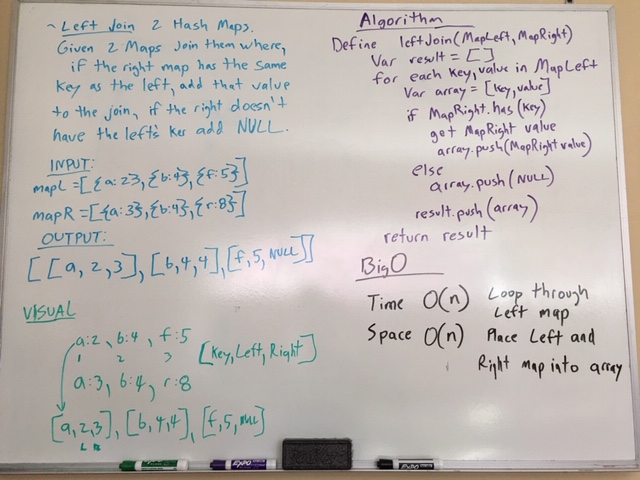 ~ Left Join 2 Hash Maps.
Given 2 Maps Join them where,
if the right map has the same
Key as the left, add that value
to the join, if the right doesn't
have the left's Key add NULL.
INPUT:
mapL = [{a:2}, {b:4}, {f:5}]
mapR = [{a:3}, {b:4}, {r:8}]
OUTPUT:
[[a, 2, 3], [b, 4, 4], [f, 5, NULL]]
VISUAL
a:2, b:4, f:5
1 2 3
[Key, Left, Right]
a:3, b:4, r:8
[a, 2, 3], [b, 4, 4], [f, 5, NULL]
L R
Algorithm
Define leftJoin(MapLeft, MapRight)
Var result = []
for each Key, value in MapLeft
Var array = [Key, value]
if MapRight.has(Key)
get MapRight value
array.push(MapRight value)
else
array.push(NULL)
result.push(array)
return result
Big O
Time O(n) Loop through
Left map
Space O(n) Place Left and
Right map into array
EXPO
EXPO